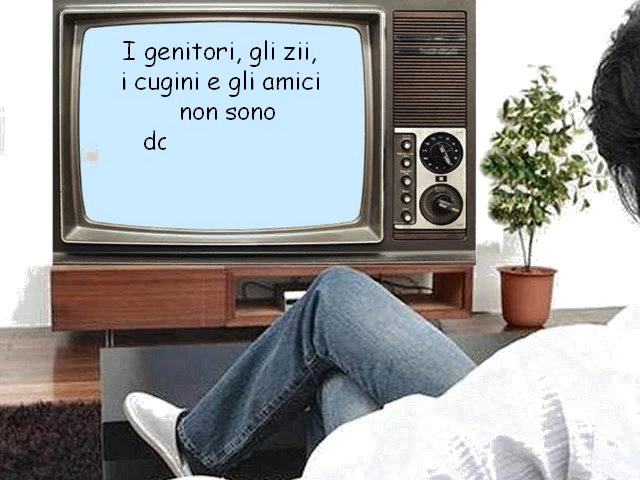 I genitori, gli zii,
i cugini e gli amici
non sono